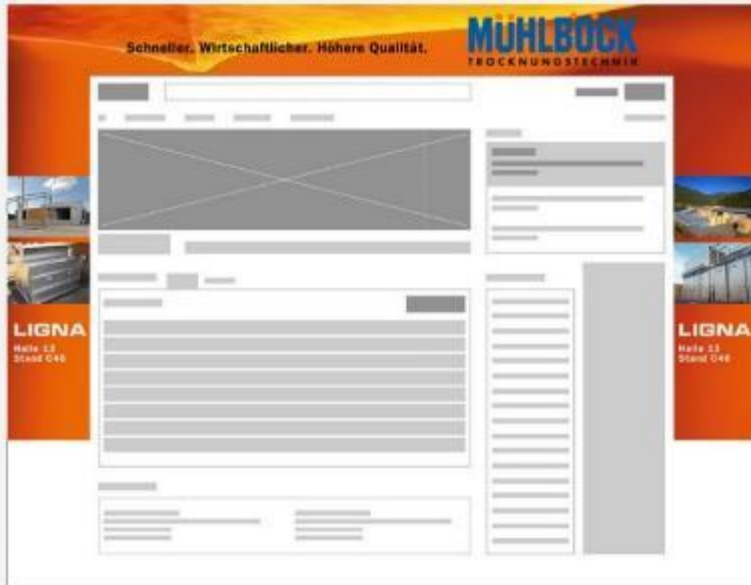 Schneller. Wirtschaftlicher. Höhere Qualität.
MÜHLBÖCK
TROCKNUNGSTECHNIK
LIGNA
Halle 13
Stand C46
LIGNA
Halle 13
Stand C46